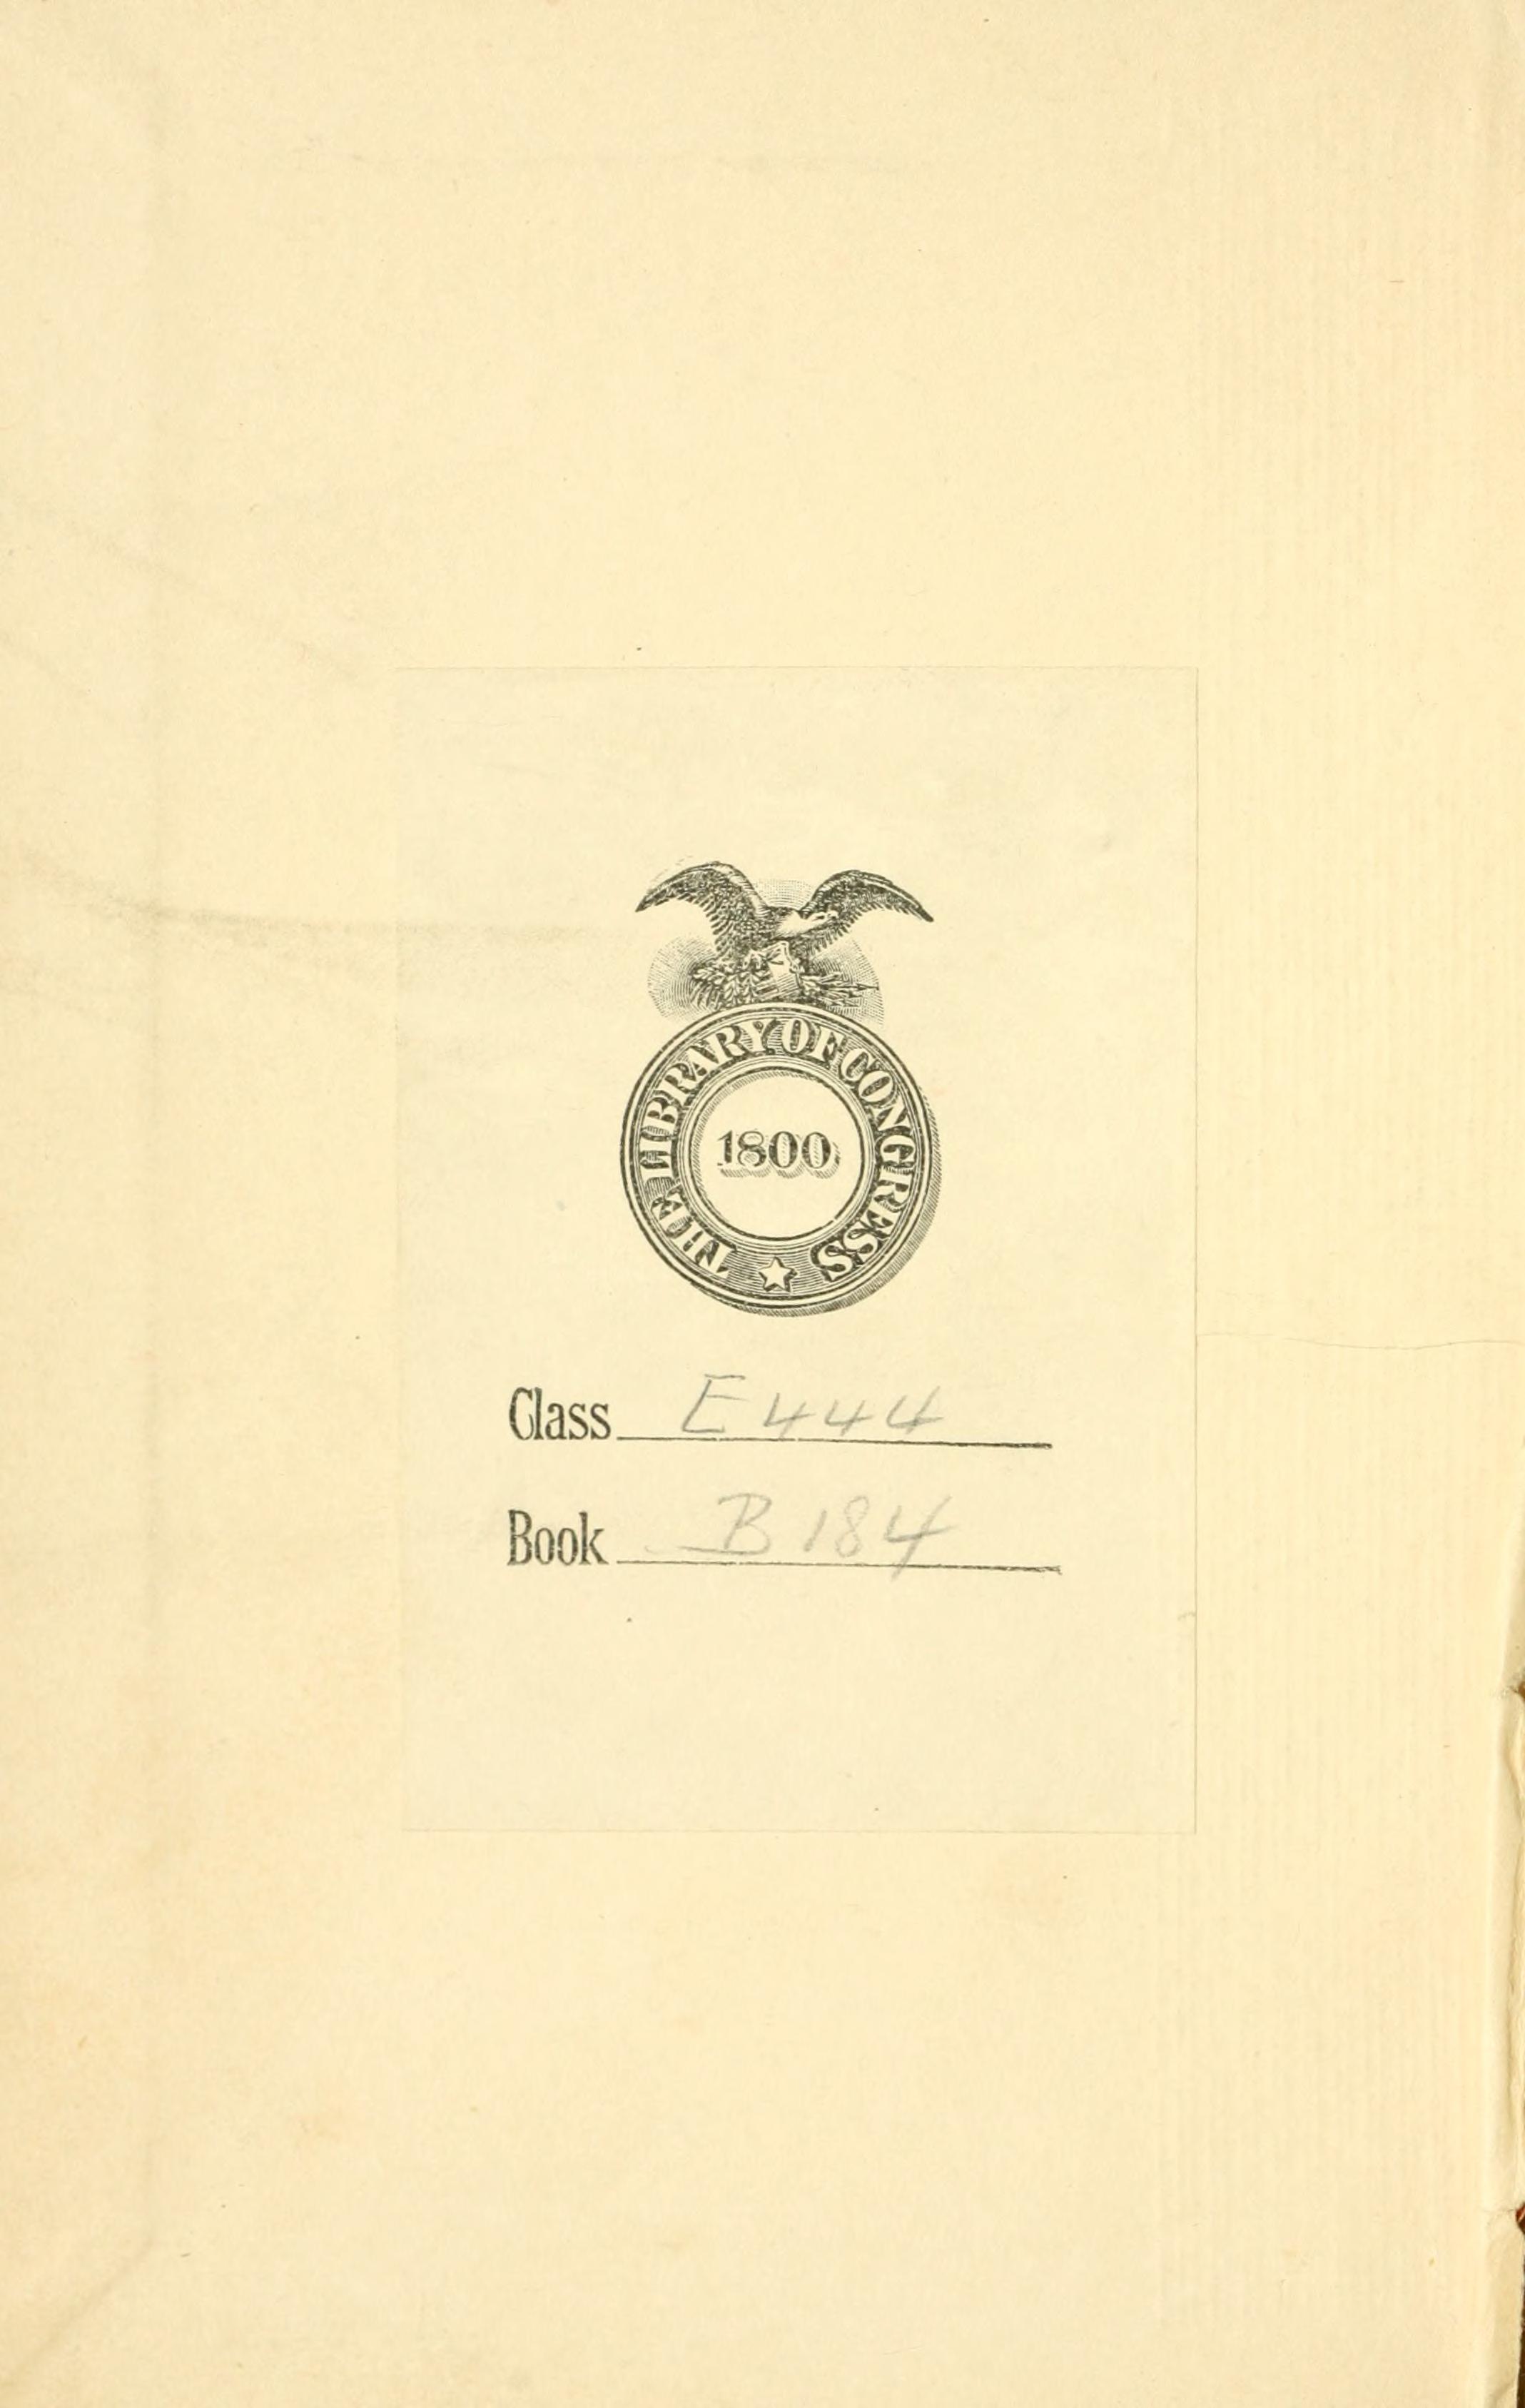 THE LIBRARY OF CONGRESS
1800
Class E444
Book B184